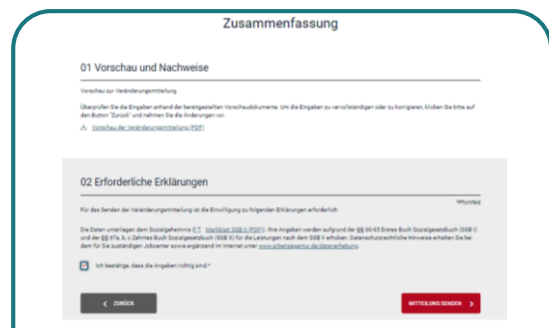 Zusammenfassung
01 Vorschau und Nachweise
Vorschau zur Veränderungsmitteilung
Überprüfen Sie die Eingaben anhand der bereitgestellten Vorschaudokumente. Um die Eingaben zu vervollständigen oder zu korrigieren, klicken Sie bitte auf
den Button "Zurück" und nehmen Sie die Änderungen vor.
Vorschau der Veränderungsmitteilung (PDF)
02 Erforderliche Erklärungen
*Pflichtfeld
Für das Senden der Veränderungsmitteilung ist die Einwilligung zu folgenden Erklärungen erforderlich:
Die Daten unterliegen dem Sozialgeheimnis (Merkblatt SGB II (PDF)). Ihre Angaben werden aufgrund der §§ 60-65 Erstes Buch Sozialgesetzbuch (SGB I)
und der §§ 67a, b, c Zehntes Buch Sozialgesetzbuch (SGB X) für die Leistungen nach dem SGB II erhoben. Datenschutzrechtliche Hinweise erhalten Sie bei
dem für Sie zuständigen Jobcenter sowie ergänzend im Internet unter www.arbeitsagentur.de/datenerhebung.
Ich bestätige, dass die Angaben richtig sind.*
ZURÜCK
MITTEILUNG SENDEN